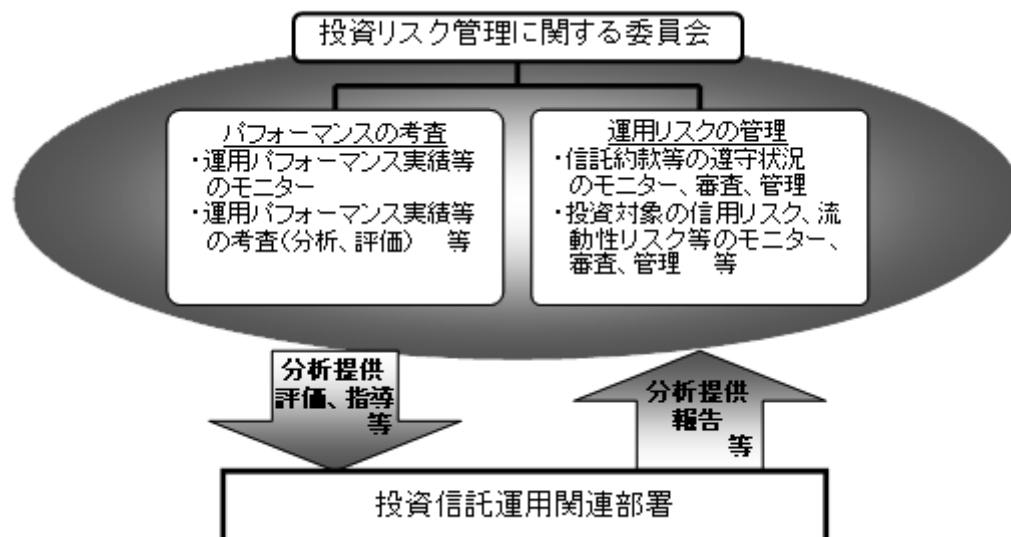 投資リスク管理に関する委員会
パフォーマンスの考査
・運用パフォーマンス実績等
のモニター
・運用パフォーマンス実績等
の考査(分析、評価) 等
運用リスクの管理
・信託約款等の遵守状況
のモニター、審査、管理
・投資対象の信用リスク、流
動性リスク等のモニター、
審査、管理 等
分析提供
評価、指導
等
分析提供
報告
等
投資信託運用関連部署